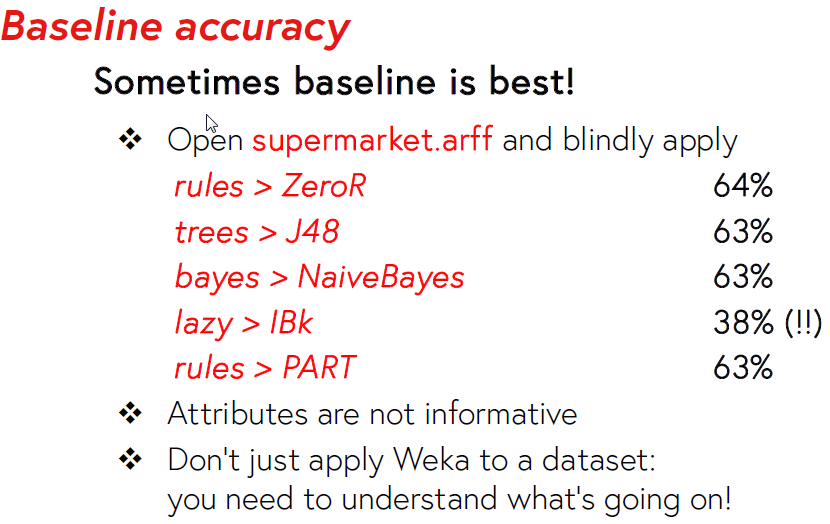 Baseline accuracy
Sometimes baseline is best!
❖ Open supermarket.arff and blindly apply
rules > ZeroR 64%
trees > J48 63%
bayes > NaiveBayes 63%
lazy > IBk 38% (!!)
rules > PART 63%
❖ Attributes are not informative
❖ Don't just apply Weka to a dataset:
you need to understand what's going on!